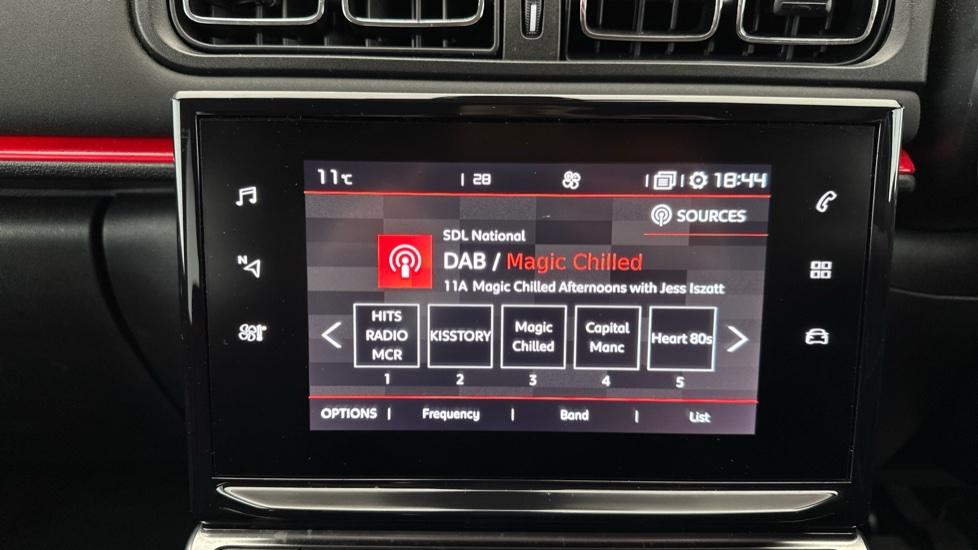 11°C | 28 | | 18:44
SOURCES
SDL National
DAB / Magic Chilled
11A Magic Chilled Afternoons with Jess Iszatt
HITS RADIO MCR
KISSTORY
Magic Chilled
Capital Manc
Heart 80s
1 2 3 4 5
OPTIONS | Frequency | Band | List
N